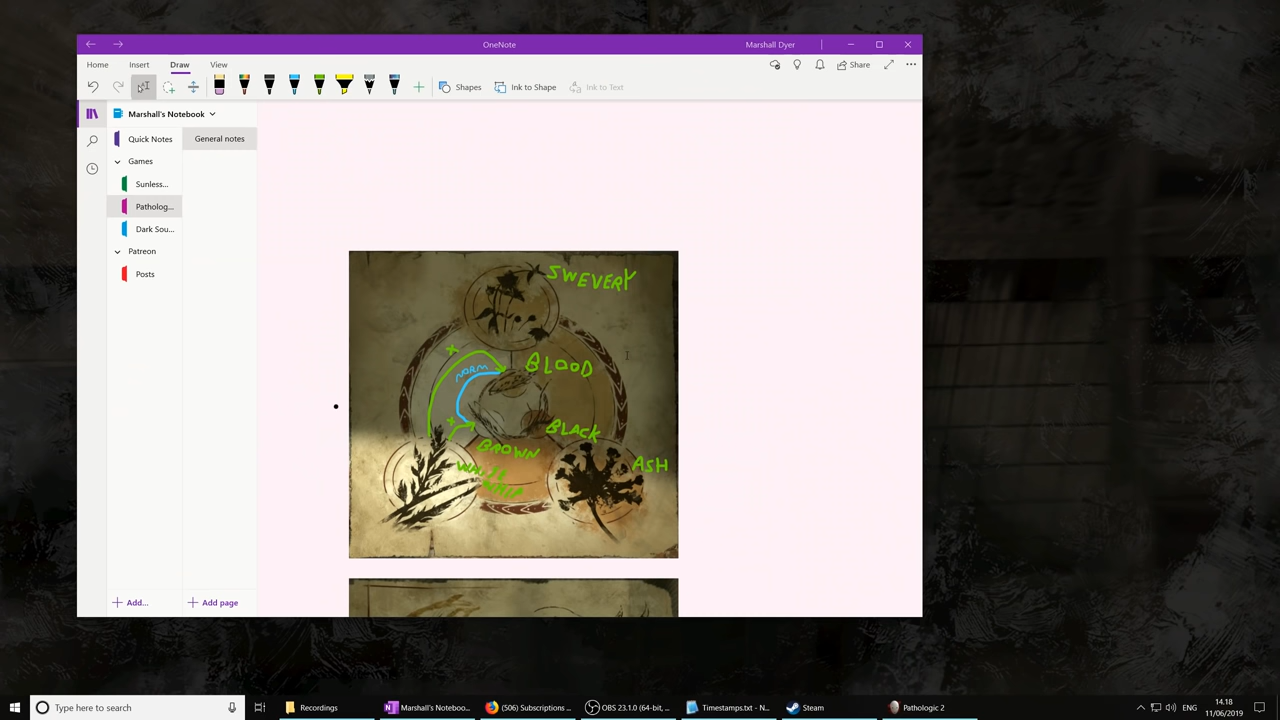 OneNote
Marshall Dyer
Home Insert Draw View
Share
Shapes
Ink to Shape
Ink to Text
Marshall's Notebook
General notes
Quick Notes
Games
Sunless...
Patholog...
Dark Sou...
Patreon
Posts
SWEVERY
BLOOD
NORM
BLACK
BROWN
ASH
WHIP
Add...
Add page
Type here to search
Recordings
Marshall's Noteboo...
(506) Subscriptions ...
OBS 23.1.0 (64-bit, ...
Timestamps.txt - N...
Steam
Pathologic 2
ENG
14.18
11/06/2019